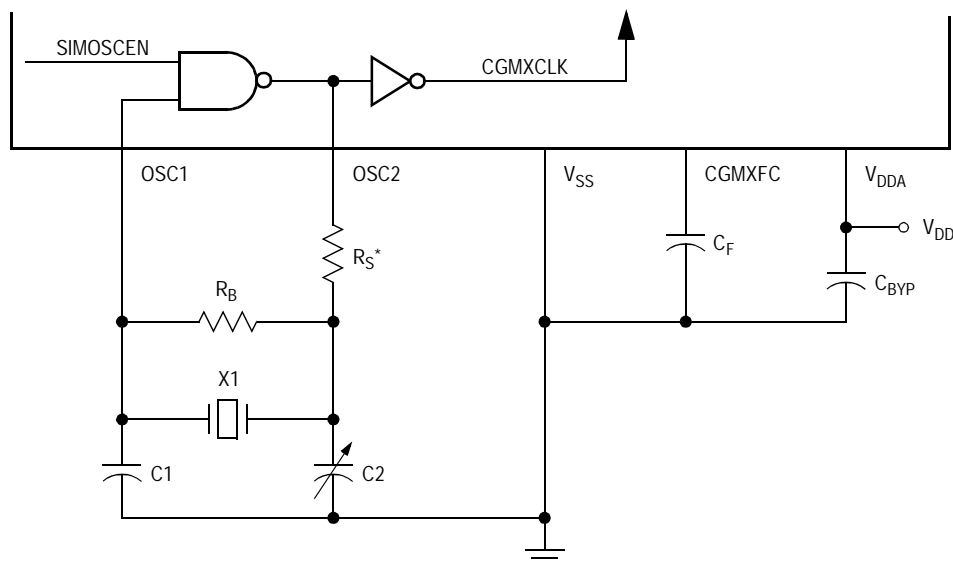 SIMOSCEN
CGMXCLK
OSC1
OSC2
VSS
CGMXFC
VDDA
VDD
RS*
CF
CBYP
RB
X1
C1
C2